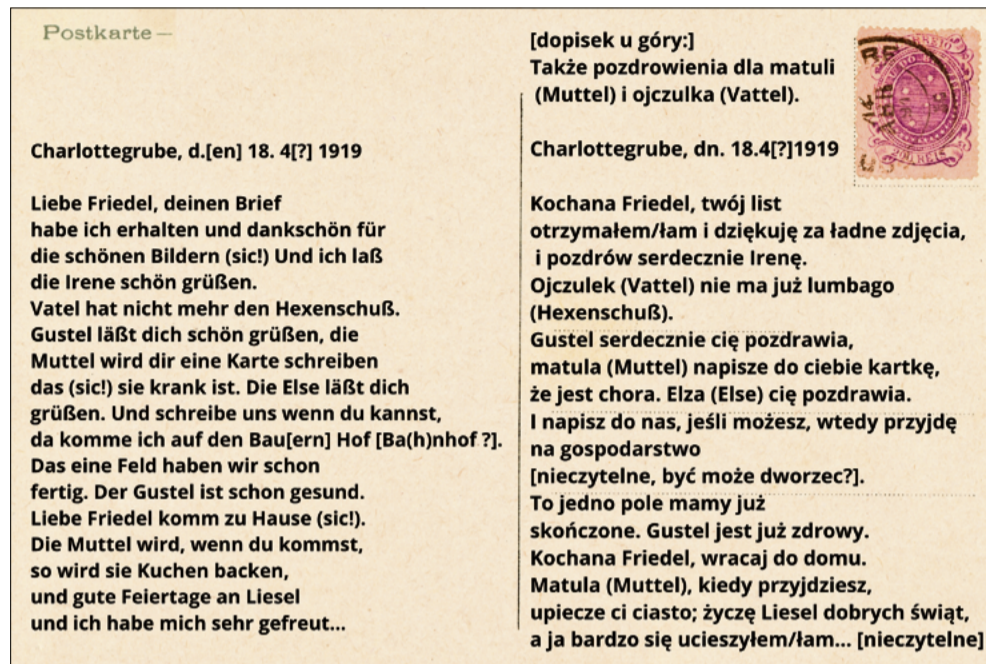 Postkarte –
Charlottegrube, d.[en] 18. 4[?] 1919
Liebe Friedel, deinen Brief
habe ich erhalten und dankschön für
die schönen Bildern (sic!) Und ich laß
die Irene schön grüßen.
Vatel hat nicht mehr den Hexenschuß.
Gustel läßt dich schön grüßen, die
Muttel wird dir eine Karte schreiben
das (sic!) sie krank ist. Die Else läßt dich
grüßen. Und schreibe uns wenn du kannst,
da komme ich auf den Bau[ern] Hof [Ba(h)nhof ?].
Das eine Feld haben wir schon
fertig. Der Gustel ist schon gesund.
Liebe Friedel komm zu Hause (sic!).
Die Muttel wird, wenn du kommst,
so wird sie Kuchen backen,
und gute Feiertage an Liesel
und ich habe mich sehr gefreut...
[dopisek u góry:]
Także pozdrowienia dla matuli
(Muttel) i ojczulka (Vattel).
Charlottegrube, dn. 18.4[?]1919
Kochana Friedel, twój list
otrzymałem/łam i dziękuję za ładne zdjęcia,
i pozdrów serdecznie Irenę.
Ojczulek (Vattel) nie ma już lumbago
(Hexenschuß).
Gustel serdecznie cię pozdrawia,
matula (Muttel) napisze do ciebie kartkę,
że jest chora. Elza (Else) cię pozdrawia.
I napisz do nas, jeśli możesz, wtedy przyjdę
na gospodarstwo
[nieczytelne, być może dworzec?].
To jedno pole mamy już
skończone. Gustel jest już zdrowy.
Kochana Friedel, wracaj do domu.
Matula (Muttel), kiedy przyjdziesz,
upiecze ci ciasto; życzę Liesel dobrych świąt,
a ja bardzo się ucieszyłem/łam... [nieczytelne]